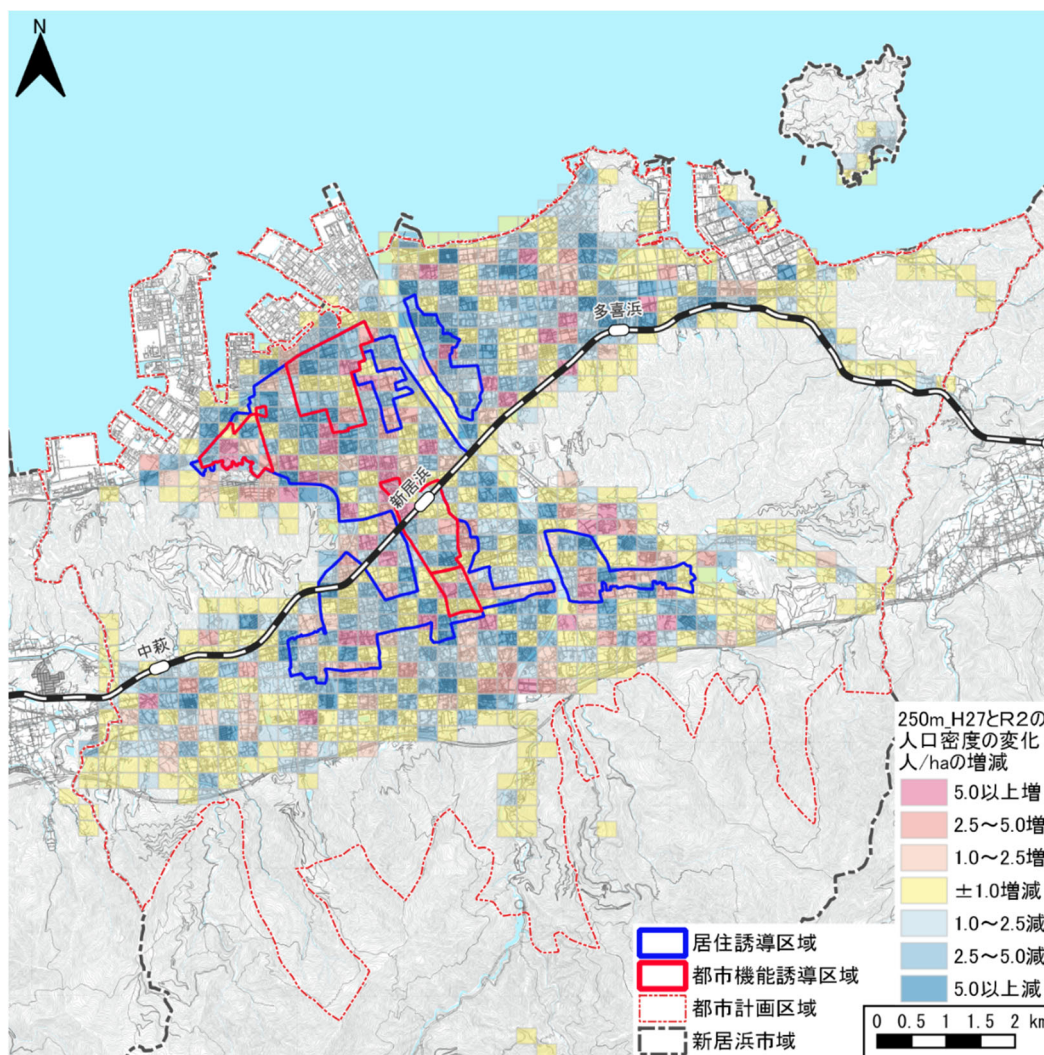 N
多喜浜
新居浜
中萩
250m_H27とR2の
人口密度の変化
人/haの増減
5.0以上増
2.5～5.0増
1.0～2.5増
±1.0増減
1.0～2.5減
2.5～5.0減
5.0以上減
居住誘導区域
都市機能誘導区域
都市計画区域
新居浜市域
0 0.5 1 1.5 2 km